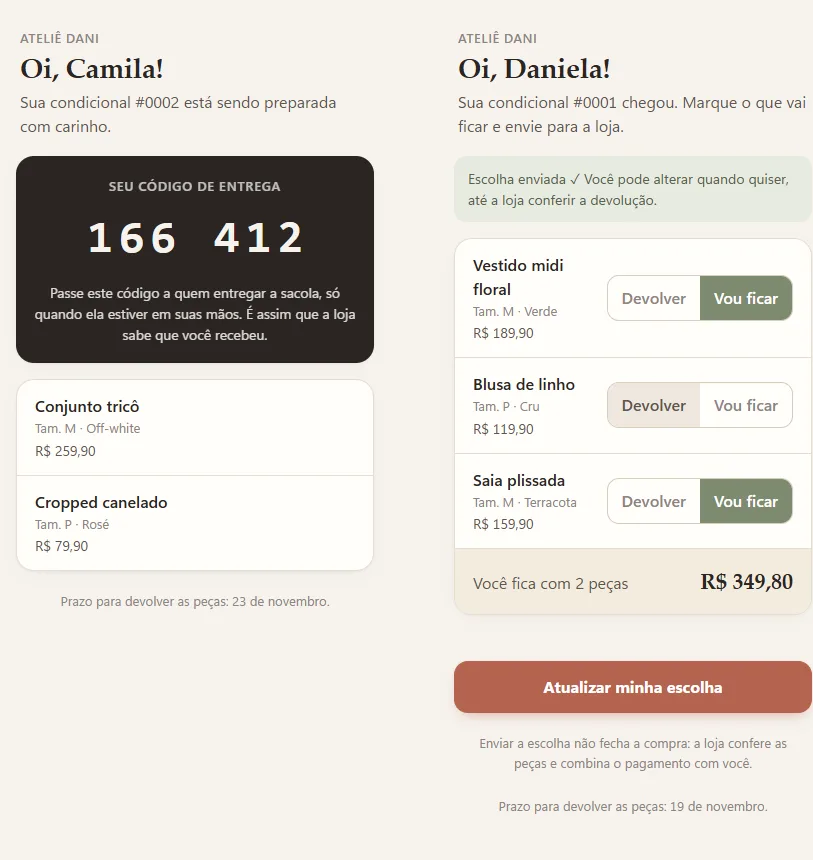 ATELIÊ DANI
Oi, Camila!
Sua condicional #0002 está sendo preparada
com carinho.
SEU CÓDIGO DE ENTREGA
166 412
Passe este código a quem entregar a sacola, só
quando ela estiver em suas mãos. É assim que a loja
sabe que você recebeu.
Conjunto tricô
Tam. M · Off-white
R$ 259,90
Cropped canelado
Tam. P · Rosé
R$ 79,90
Prazo para devolver as peças: 23 de novembro.
ATELIÊ DANI
Oi, Daniela!
Sua condicional #0001 chegou. Marque o que vai
ficar e envie para a loja.
Escolha enviada ✓ Você pode alterar quando quiser,
até a loja conferir a devolução.
Vestido midi
floral
Tam. M · Verde
R$ 189,90
Devolver
Vou ficar
Blusa de linho
Tam. P · Cru
R$ 119,90
Devolver
Vou ficar
Saia plissada
Tam. M · Terracota
R$ 159,90
Devolver
Vou ficar
Você fica com 2 peças
R$ 349,80
Atualizar minha escolha
Enviar a escolha não fecha a compra: a loja confere as
peças e combina o pagamento com você.
Prazo para devolver as peças: 19 de novembro.